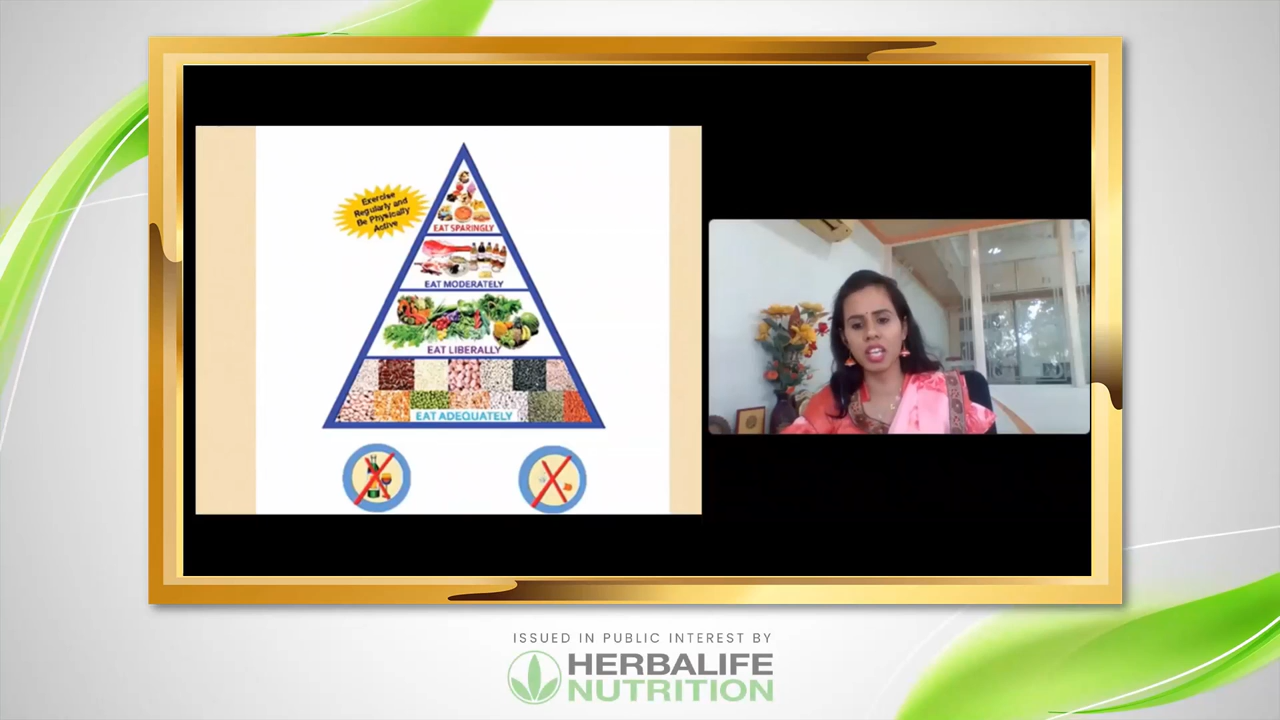 Exercise
Regularly and
Be Physically
Active
EAT SPARINGLY
EAT MODERATELY
EAT LIBERALLY
EAT ADEQUATELY
ISSUED IN PUBLIC INTEREST BY
HERBALIFE
NUTRITION